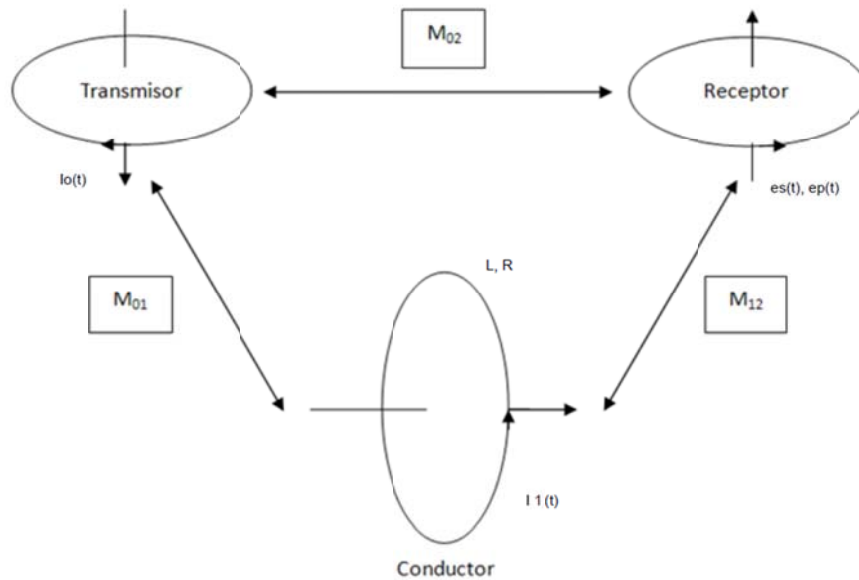 M02
Transmisor
Receptor
Io(t)
es(t), ep(t)
L, R
M01
M12
I 1(t)
Conductor